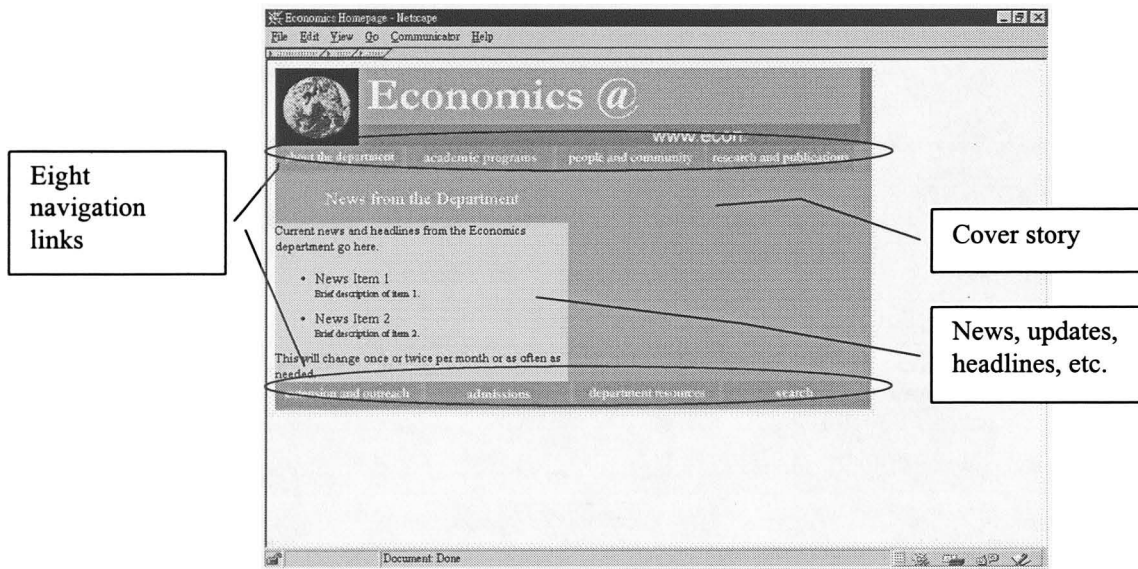 Economics Homepage - Netscape
File Edit View Go Communicator Help
Economics @
www.econ.
about the department academic programs people and community research and publications
Eight
navigation
links
News from the Department
Cover story
Current news and headlines from the Economics
department go here.
• News Item 1
Brief description of item 1.
• News Item 2
Brief description of item 2.
News, updates,
headlines, etc.
This will change once or twice per month or as often as
needed.
extension and outreach admissions department resources search
Document: Done